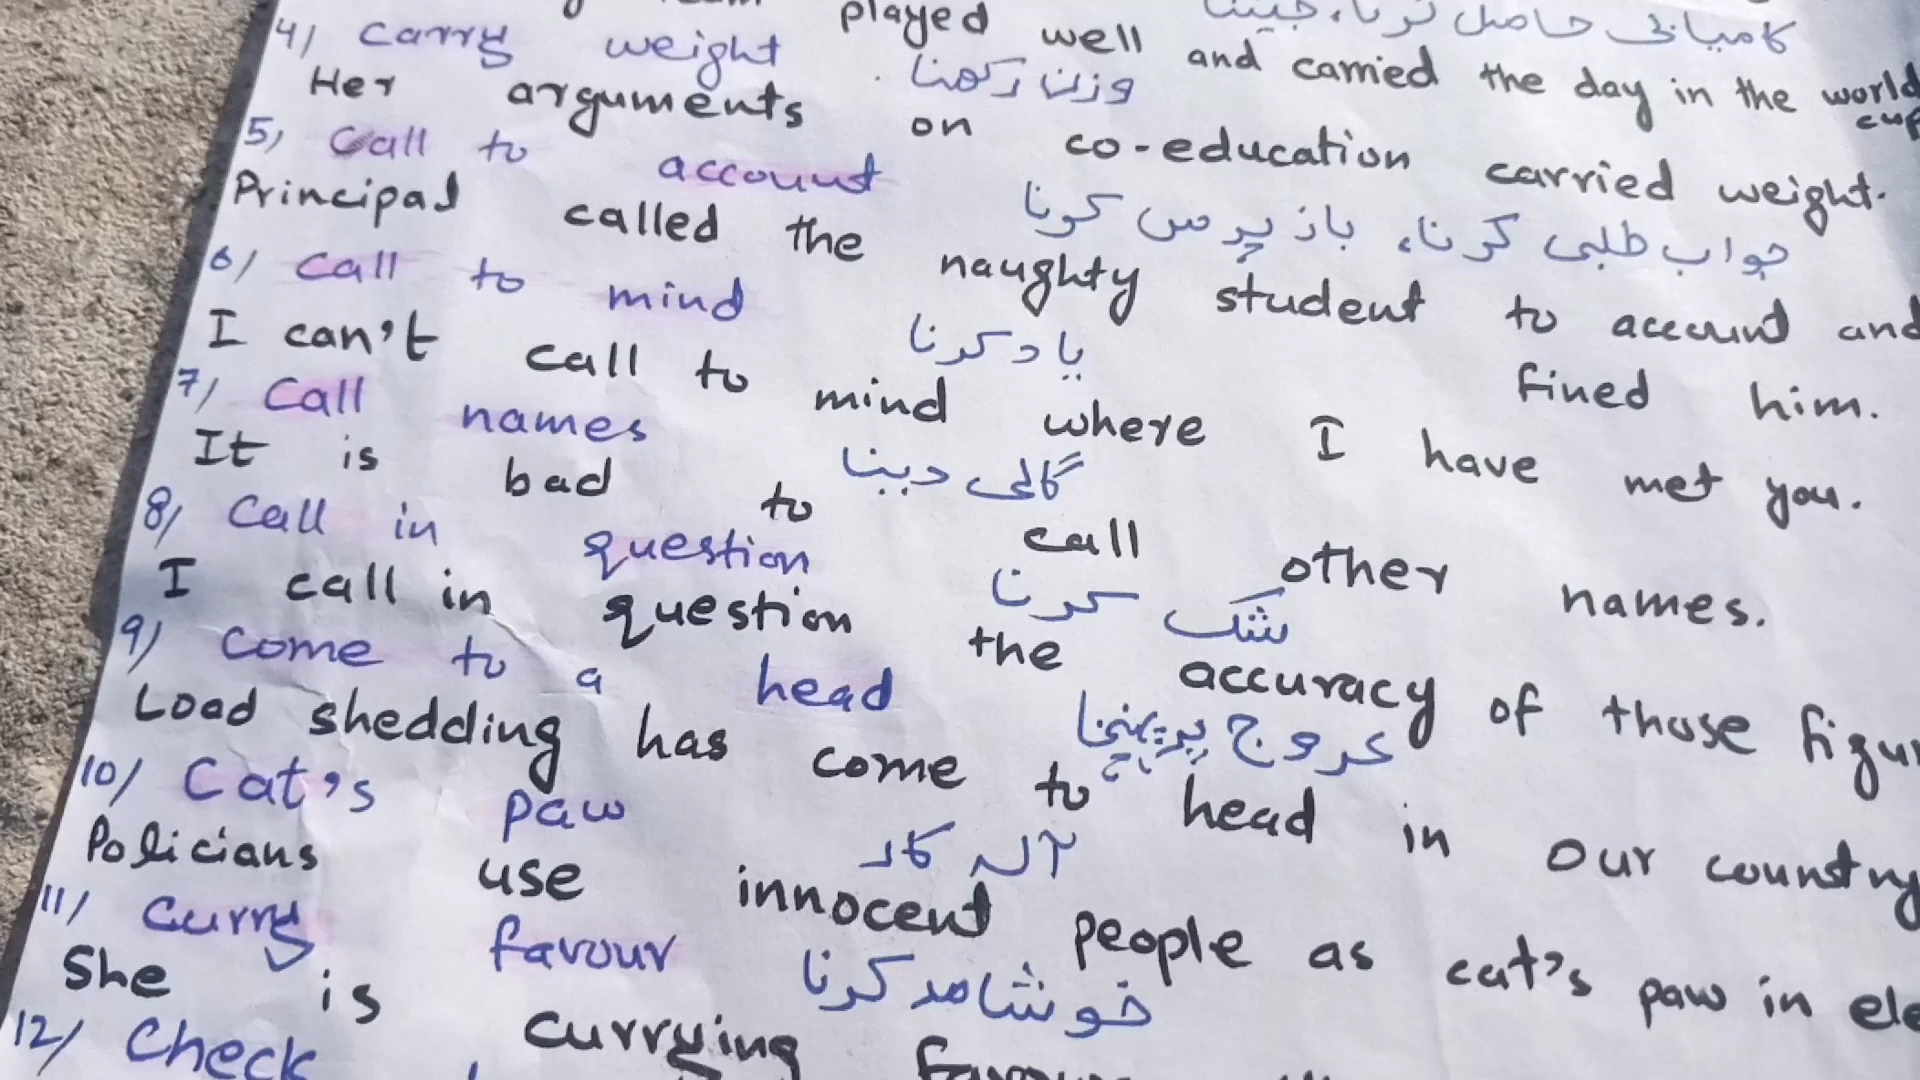 played well and carried the day in the world cup
کامیابی حاصل کرنا، جیتنا
4) Carry weight وزن رکھنا
Her arguments on co-education carried weight.
5) Call to account جواب طلبی کرنا، باز پرس کرنا
Principal called the naughty student to account and fined him.
6) Call to mind یاد کرنا
I can't call to mind where I have met you.
7) Call names گالی دینا
It is bad to call other names.
8) Call in question شک کرنا
I call in question the accuracy of those
9) Come to a head عروج پر پہنچنا
Load shedding has come to head in our country
10) Cat's paw آلہ کار
Policians use innocent people as cat's paw in
11) Curry favour خوشامد کرنا
She is currying
12) Check